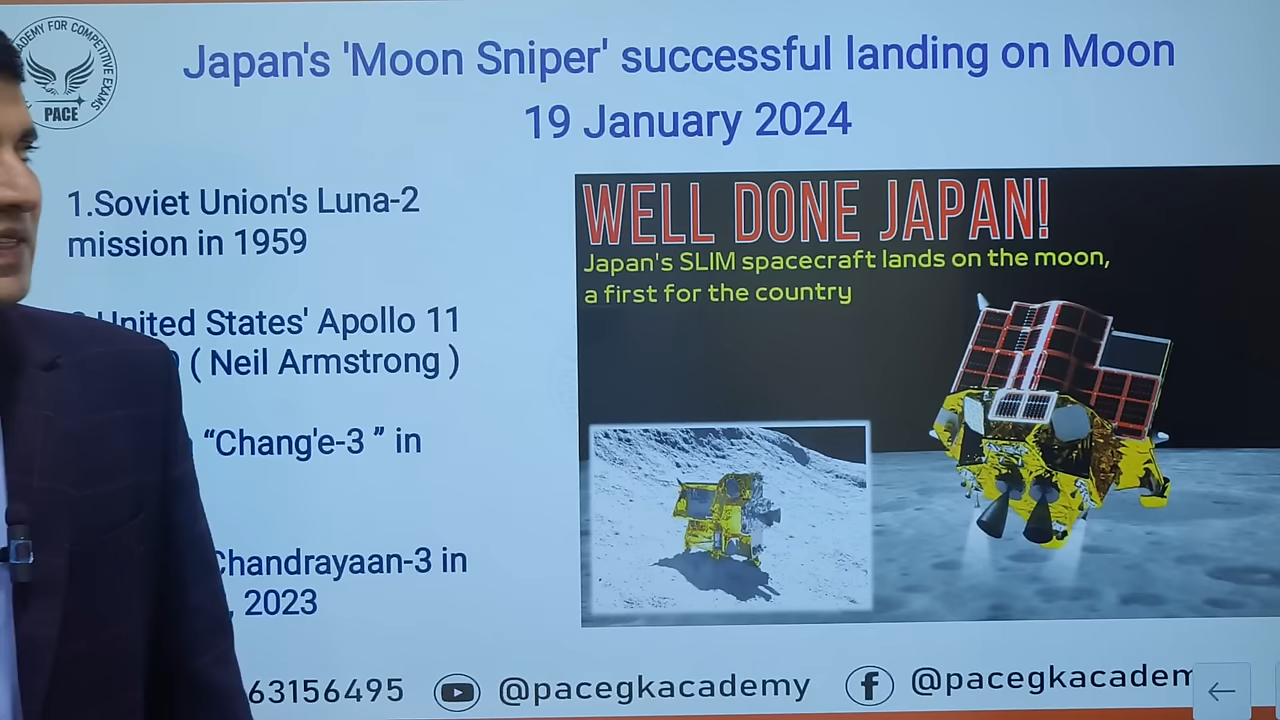 ADEMY FOR COMPETITIVE EXAMS
PACE
Japan's 'Moon Sniper' successful landing on Moon
19 January 2024
1.Soviet Union's Luna-2
mission in 1959
United States' Apollo 11
( Neil Armstrong )
“Chang'e-3 ” in
Chandrayaan-3 in
, 2023
WELL DONE JAPAN!
Japan's SLIM spacecraft lands on the moon,
a first for the country
63156495
@pacegkacademy
@pacegkacadem